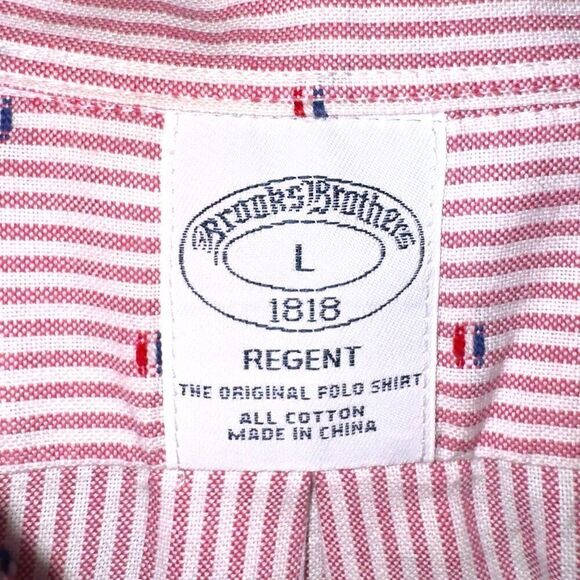 Brooks Brothers
L
1818
REGENT
THE ORIGINAL POLO SHIRT
ALL COTTON
MADE IN CHINA